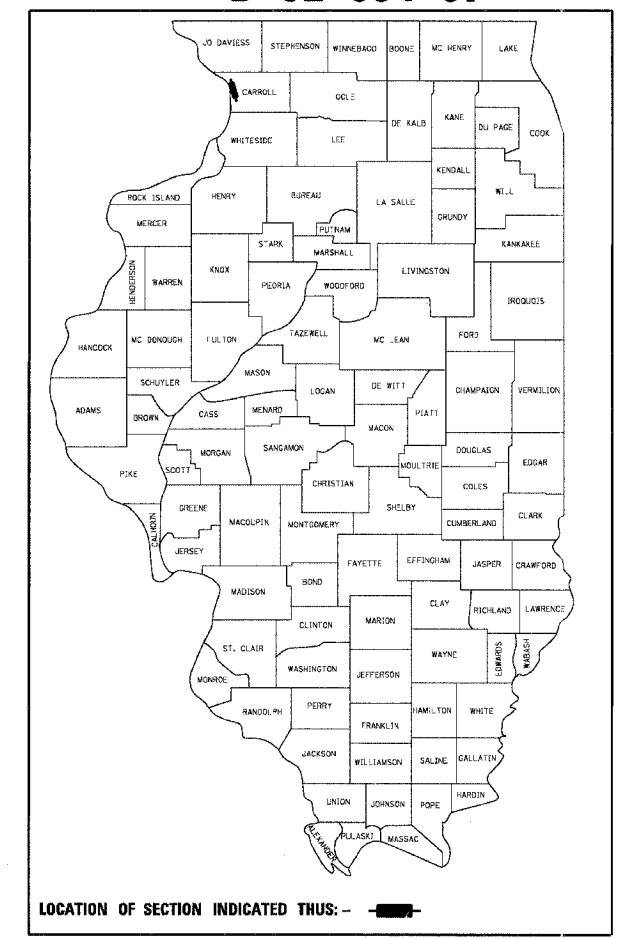 JO DAVIESS STEPHENSON WINNEBAGO BOONE MC HENRY LAKE
CARROLL OGLE
DE KALB KANE DU PAGE COOK
WHITESIDE LEE
KENDALL WILL
ROCK ISLAND HENRY BUREAU LA SALLE GRUNDY
MERCER PUTNAM
STARK MARSHALL KANKAKEE
HENDERSON WARREN KNOX PEORIA WOODFORD LIVINGSTON
IROQUOIS
HANCOCK MC DONOUGH FULTON TAZEWELL MC LEAN FORD
MASON
SCHUYLER LOGAN DE WITT CHAMPAIGN VERMILION
ADAMS BROWN CASS MENARD PIATT
MACON
MORGAN SANGAMON DOUGLAS
PIKE SCOTT MOULTRIE EDGAR
CHRISTIAN COLES
GREENE SHELBY
CALHOUN MACOUPIN MONTGOMERY CUMBERLAND CLARK
JERSEY
FAYETTE EFFINGHAM JASPER CRAWFORD
MADISON BOND
CLAY RICHLAND LAWRENCE
CLINTON MARION
ST. CLAIR WAYNE EDWARDS WABASH
WASHINGTON JEFFERSON
MONROE
RANDOLPH PERRY HAMILTON WHITE
FRANKLIN
JACKSON WILLIAMSON SALINE GALLATIN
UNION JOHNSON POPE HARDIN
ALEXANDER PULASKI MASSAC
LOCATION OF SECTION INDICATED THUS: -